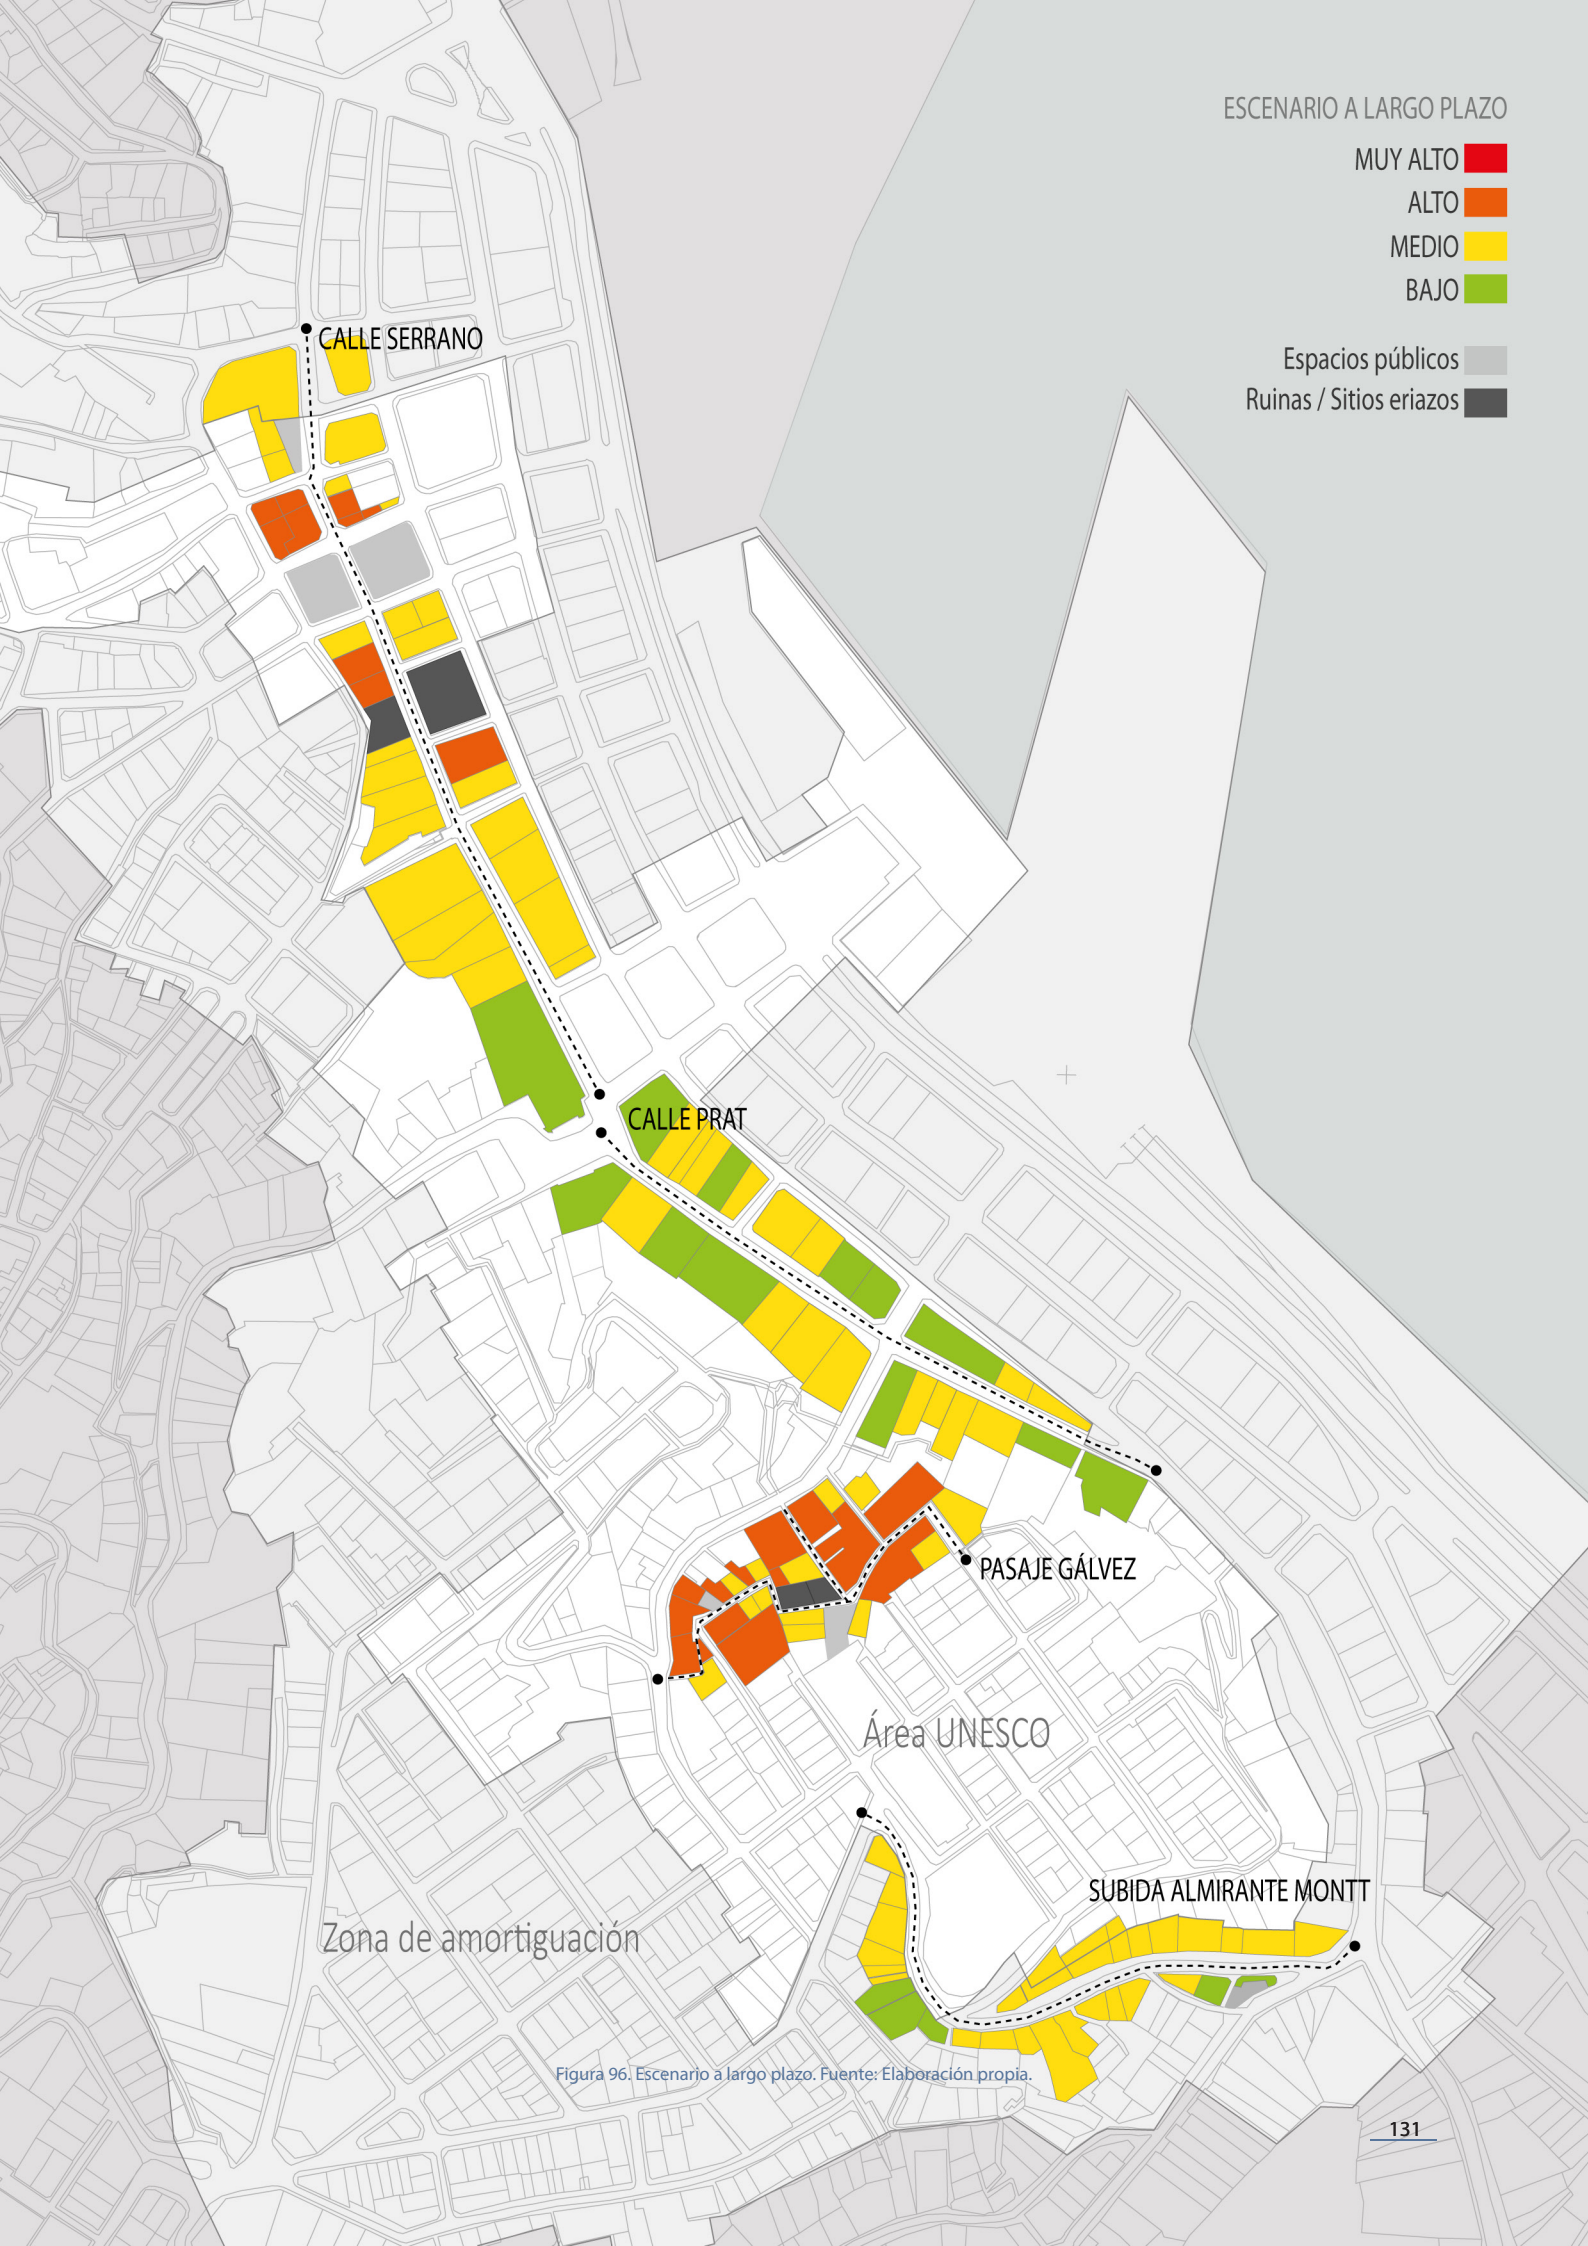 ESCENARIO A LARGO PLAZO
MUY ALTO
ALTO
MEDIO
BAJO
Espacios públicos
Ruinas / Sitios eriazos
CALLE SERRANO
CALLE PRAT
PASAJE GÁLVEZ
Área UNESCO
SUBIDA ALMIRANTE MONTT
Zona de amortiguación
Figura 96. Escenario a largo plazo. Fuente: Elaboración propia.
131